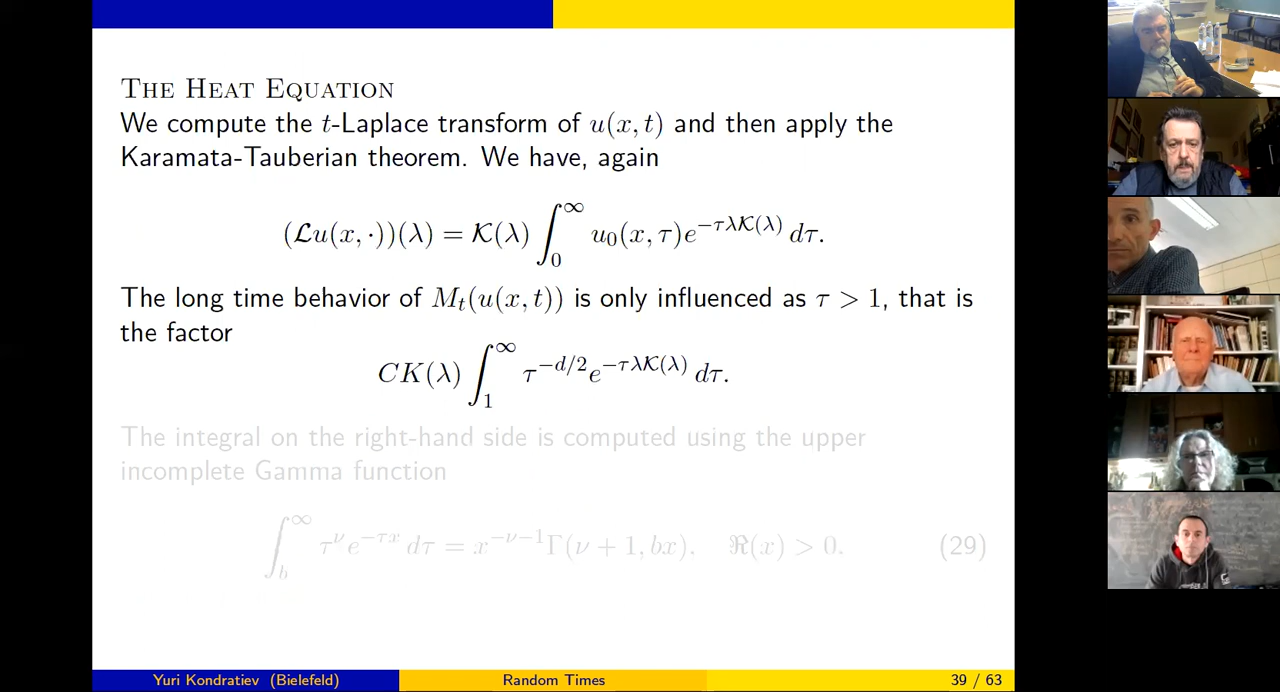 The Heat Equation
We compute the t-Laplace transform of u(x, t) and then apply the
Karamata-Tauberian theorem. We have, again
(ℒu(x, ·))(λ) = 𝒦(λ) ∫₀^∞ u₀(x, τ)e^{−τλ𝒦(λ)} dτ.
The long time behavior of M_t(u(x, t)) is only influenced as τ > 1, that is
the factor
CK(λ) ∫₁^∞ τ^{−d/2}e^{−τλ𝒦(λ)} dτ.
The integral on the right-hand side is computed using the upper
incomplete Gamma function
∫_b^∞ τ^ν e^{−τx} dτ = x^{−ν−1}Γ(ν + 1, bx), ℜ(x) > 0. (29)
Yuri Kondratiev (Bielefeld) Random Times 39 / 63